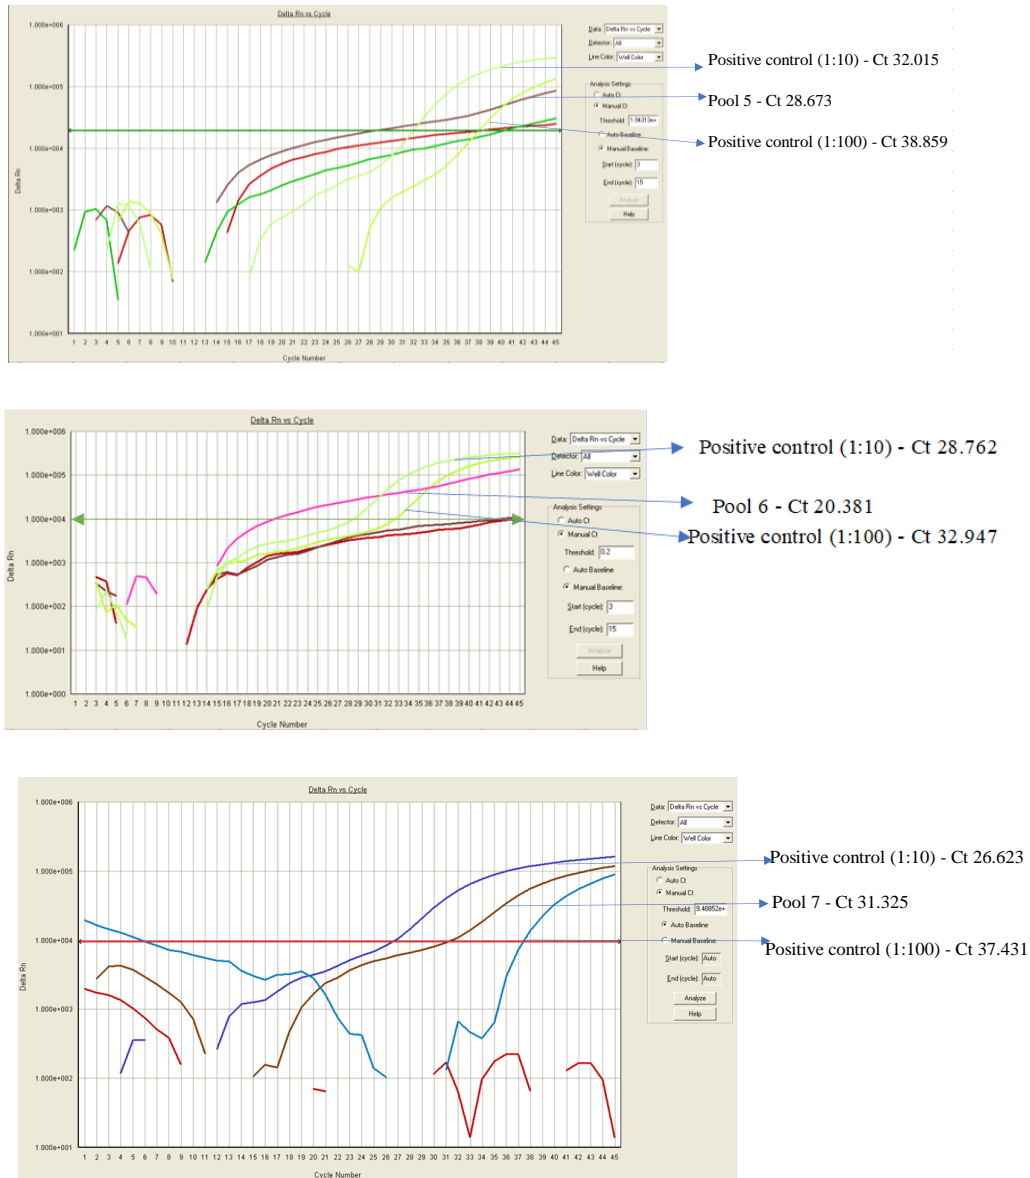 Delta Rn vs Cycle
1.000e+006
1.000e+005
1.000e+004
1.000e+003
1.000e+002
1.000e+001
Delta Rn
1 2 3 4 5 6 7 8 9 10 11 12 13 14 15 16 17 18 19 20 21 22 23 24 25 26 27 28 29 30 31 32 33 34 35 36 37 38 39 40 41 42 43 44 45
Cycle Number
Data: Delta Rn vs Cycle
Detector: All
Line Color: Well Color
Analysis Settings
Auto Ct
Manual Ct
Threshold: 1.94313e+
Auto Baseline
Manual Baseline:
Start (cycle): 3
End (cycle): 15
Analyze
Help
Positive control (1:10) - Ct 32.015
Pool 5 - Ct 28.673
Positive control (1:100) - Ct 38.859
Delta Rn vs Cycle
1.000e+006
1.000e+005
1.000e+004
1.000e+003
1.000e+002
1.000e+001
1.000e+000
Delta Rn
1 2 3 4 5 6 7 8 9 10 11 12 13 14 15 16 17 18 19 20 21 22 23 24 25 26 27 28 29 30 31 32 33 34 35 36 37 38 39 40 41 42 43 44 45
Cycle Number
Data: Delta Rn vs Cycle
Detector: All
Line Color: Well Color
Analysis Settings
Auto Ct
Manual Ct
Threshold: 0.2
Auto Baseline
Manual Baseline:
Start (cycle): 3
End (cycle): 15
Analyze
Help
Positive control (1:10) - Ct 28.762
Pool 6 - Ct 20.381
Positive control (1:100) - Ct 32.947
Delta Rn vs Cycle
1.000e+006
1.000e+005
1.000e+004
1.000e+003
1.000e+002
1.000e+001
Delta Rn
1 2 3 4 5 6 7 8 9 10 11 12 13 14 15 16 17 18 19 20 21 22 23 24 25 26 27 28 29 30 31 32 33 34 35 36 37 38 39 40 41 42 43 44 45
Cycle Number
Data: Delta Rn vs Cycle
Detector: All
Line Color: Well Color
Analysis Settings
Auto Ct
Manual Ct
Threshold: 9.48852e+
Auto Baseline
Manual Baseline:
Start (cycle): Auto
End (cycle): Auto
Analyze
Help
Positive control (1:10) - Ct 26.623
Pool 7 - Ct 31.325
Positive control (1:100) - Ct 37.431